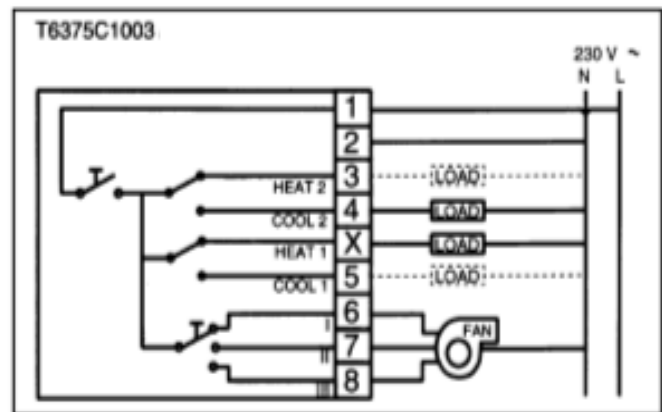 T6375C1003
230 V ~
N L
1
2
3 HEAT 2 LOAD
4 COOL 2 LOAD
X HEAT 1 LOAD
5 COOL 1 LOAD
6 I
7 II FAN
8 III
T
T